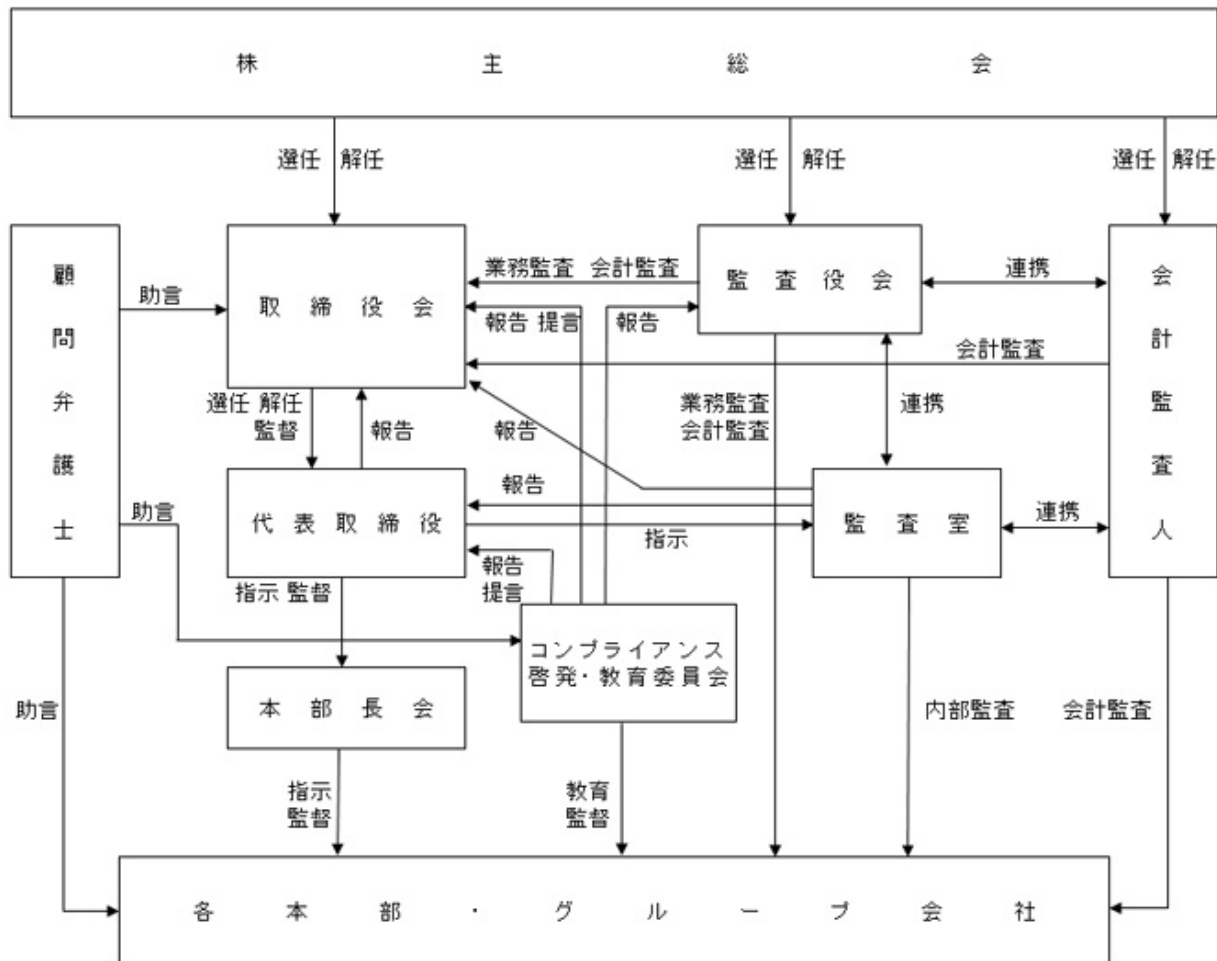 株主総会
選任 解任
選任 解任
選任 解任
顧問弁護士
取締役会
監査役会
会計監査人
助言
業務監査 会計監査
連携
報告 提言
報告
会計監査
選任 解任
監督
報告
報告
業務監査
会計監査
連携
助言
代表取締役
報告
指示
監査室
連携
報告
提言
指示 監督
コンプライアンス
啓発・教育委員会
本部長会
助言
内部監査
会計監査
指示
監督
教育
監督
各本部・グループ会社